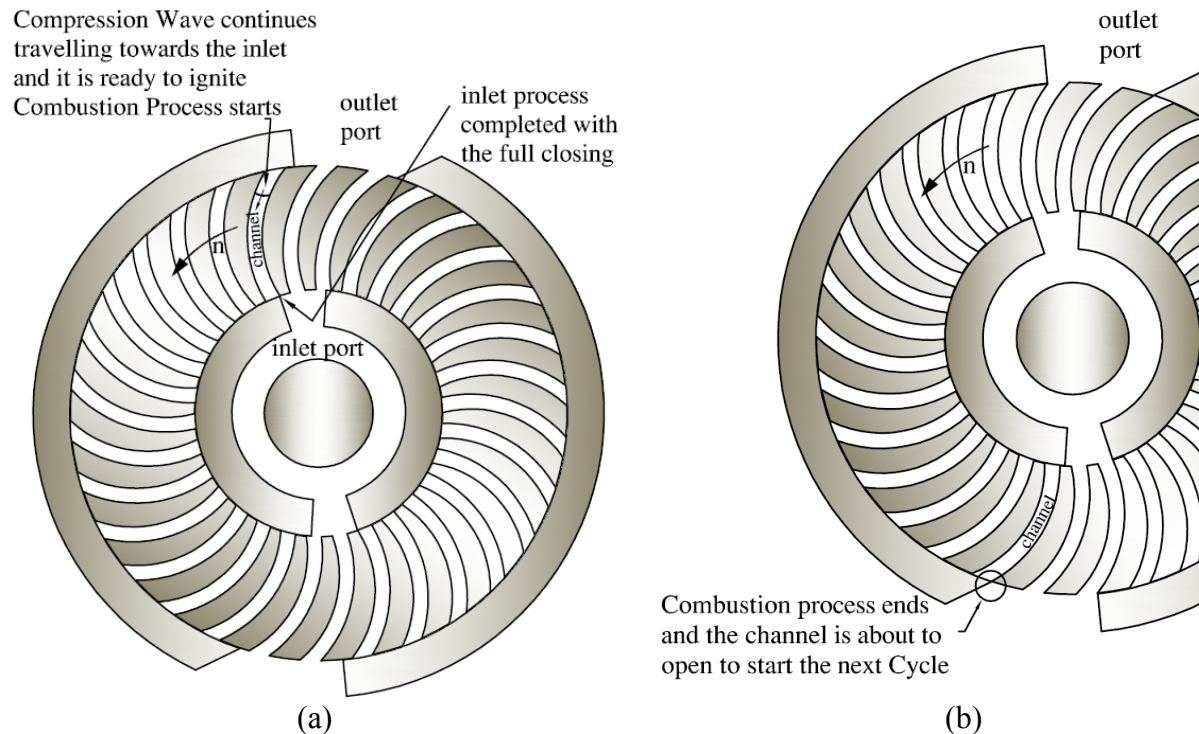 Compression Wave continues
travelling towards the inlet
and it is ready to ignite
Combustion Process starts
outlet
port
inlet process
completed with
the full closing
n
channel
inlet port
(a)
outlet
port
n
channel
Combustion process ends
and the channel is about to
open to start the next Cycle
(b)